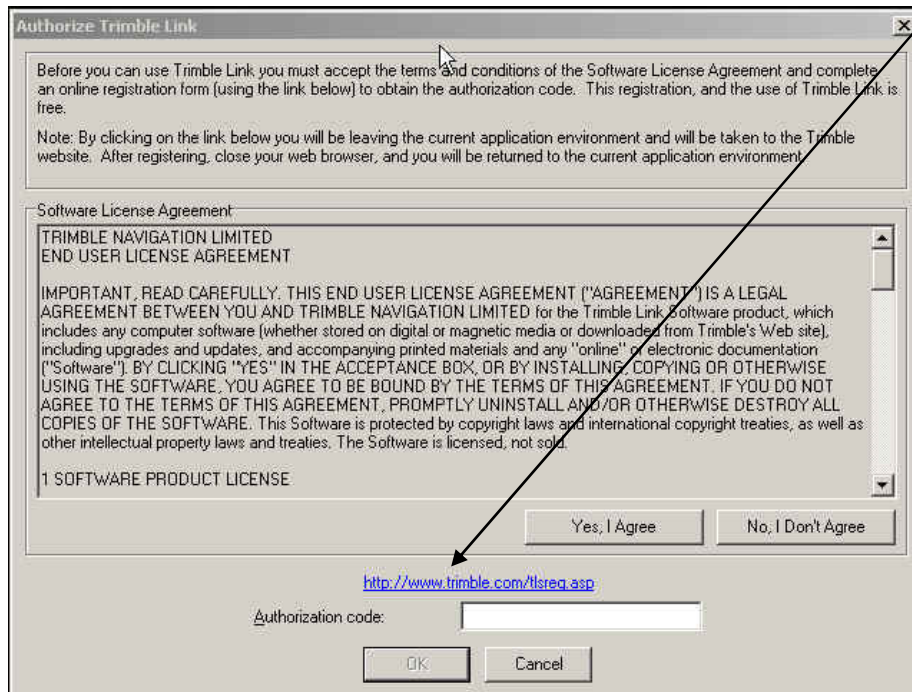 Authorize Trimble Link
Before you can use Trimble Link you must accept the terms and conditions of the Software License Agreement and complete
an online registration form (using the link below) to obtain the authorization code. This registration, and the use of Trimble Link is
free.
Note: By clicking on the link below you will be leaving the current application environment and will be taken to the Trimble
website. After registering, close your web browser, and you will be returned to the current application environment.
Software License Agreement
TRIMBLE NAVIGATION LIMITED
END USER LICENSE AGREEMENT
IMPORTANT, READ CAREFULLY. THIS END USER LICENSE AGREEMENT ("AGREEMENT") IS A LEGAL
AGREEMENT BETWEEN YOU AND TRIMBLE NAVIGATION LIMITED for the Trimble Link Software product, which
includes any computer software (whether stored on digital or magnetic media or downloaded from Trimble's Web site),
including upgrades and updates, and accompanying printed materials and any "online" or electronic documentation
("Software"). BY CLICKING "YES" IN THE ACCEPTANCE BOX, OR BY INSTALLING, COPYING OR OTHERWISE
USING THE SOFTWARE, YOU AGREE TO BE BOUND BY THE TERMS OF THIS AGREEMENT. IF YOU DO NOT
AGREE TO THE TERMS OF THIS AGREEMENT, PROMPTLY UNINSTALL AND/OR OTHERWISE DESTROY ALL
COPIES OF THE SOFTWARE. This Software is protected by copyright laws and international copyright treaties, as well as
other intellectual property laws and treaties. The Software is licensed, not sold.
1 SOFTWARE PRODUCT LICENSE
Yes, I Agree
No, I Don't Agree
http://www.trimble.com/tlsreg.asp
Authorization code:
OK
Cancel